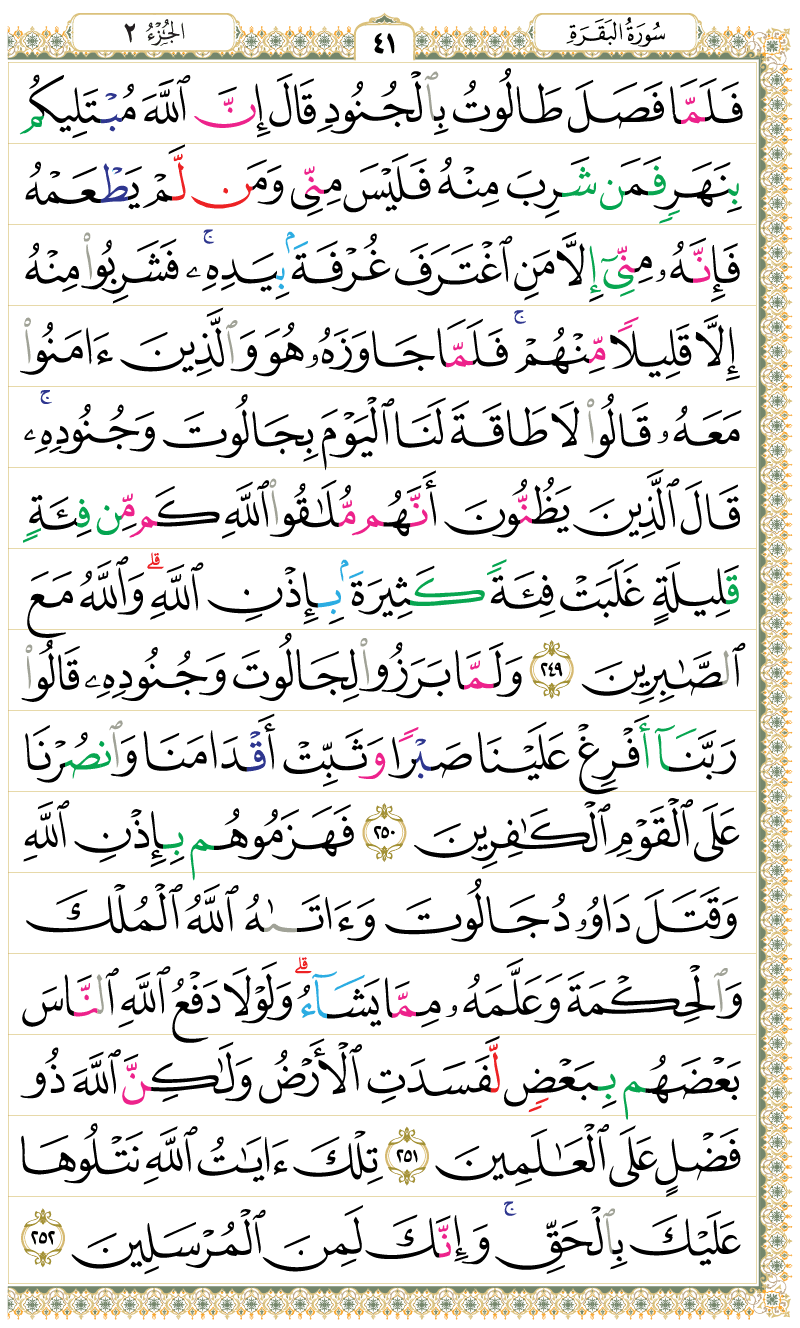 سُورَةُ البَقَرَةِ ٤١ الجُزْءُ ٢
فَلَمَّا فَصَلَ طَالُوتُ بِٱلْجُنُودِ قَالَ إِنَّ ٱللَّهَ مُبْتَلِيكُم
بِنَهَرٍ فَمَن شَرِبَ مِنْهُ فَلَيْسَ مِنِّى وَمَن لَّمْ يَطْعَمْهُ
فَإِنَّهُۥ مِنِّىٓ إِلَّا مَنِ ٱغْتَرَفَ غُرْفَةَۢ بِيَدِهِۦ ۚ فَشَرِبُوا۟ مِنْهُ
إِلَّا قَلِيلًا مِّنْهُمْ ۚ فَلَمَّا جَاوَزَهُۥ هُوَ وَٱلَّذِينَ ءَامَنُوا۟
مَعَهُۥ قَالُوا۟ لَا طَاقَةَ لَنَا ٱلْيَوْمَ بِجَالُوتَ وَجُنُودِهِۦ ۚ
قَالَ ٱلَّذِينَ يَظُنُّونَ أَنَّهُم مُّلَٰقُوا۟ ٱللَّهِ كَم مِّن فِئَةٍ
قَلِيلَةٍ غَلَبَتْ فِئَةً كَثِيرَةَۢ بِإِذْنِ ٱللَّهِ ۗ وَٱللَّهُ مَعَ
ٱلصَّٰبِرِينَ ٢٤٩ وَلَمَّا بَرَزُوا۟ لِجَالُوتَ وَجُنُودِهِۦ قَالُوا۟
رَبَّنَآ أَفْرِغْ عَلَيْنَا صَبْرًا وَثَبِّتْ أَقْدَامَنَا وَٱنصُرْنَا
عَلَى ٱلْقَوْمِ ٱلْكَٰفِرِينَ ٢٥٠ فَهَزَمُوهُم بِإِذْنِ ٱللَّهِ
وَقَتَلَ دَاوُۥدُ جَالُوتَ وَءَاتَىٰهُ ٱللَّهُ ٱلْمُلْكَ
وَٱلْحِكْمَةَ وَعَلَّمَهُۥ مِمَّا يَشَآءُ ۗ وَلَوْلَا دَفْعُ ٱللَّهِ ٱلنَّاسَ
بَعْضَهُم بِبَعْضٍ لَّفَسَدَتِ ٱلْأَرْضُ وَلَٰكِنَّ ٱللَّهَ ذُو
فَضْلٍ عَلَى ٱلْعَٰلَمِينَ ٢٥١ تِلْكَ ءَايَٰتُ ٱللَّهِ نَتْلُوهَا
عَلَيْكَ بِٱلْحَقِّ ۚ وَإِنَّكَ لَمِنَ ٱلْمُرْسَلِينَ ٢٥٢